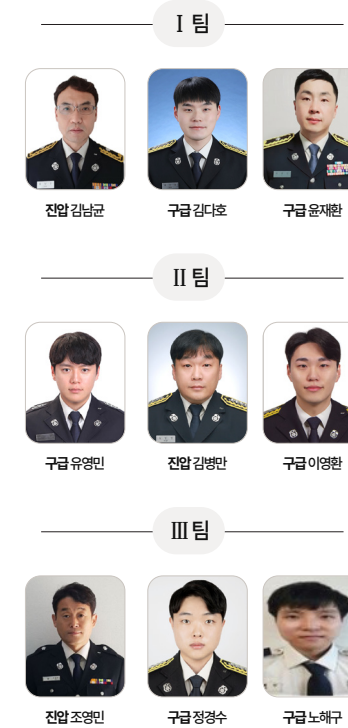 Ⅰ 팀
진압 김남균 구급 김다호 구급 윤재환
Ⅱ 팀
구급 유영민 진압 김병만 구급 이영환
Ⅲ 팀
진압 조영민 구급 정경수 구급 노해구